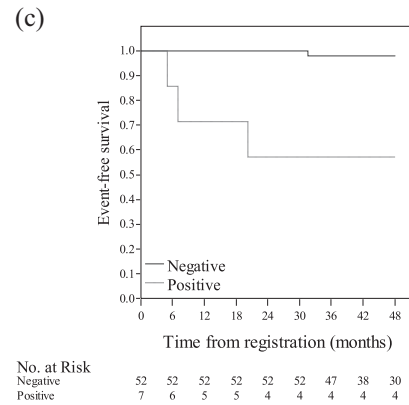 (c)
Event-free survival
1.0
0.9
0.8
0.7
0.6
0.5
0.4
0.3
0.2
0.1
0.0
Negative
Positive
0 6 12 18 24 30 36 42 48
Time from registration (months)
No. at Risk
Negative 52 52 52 52 52 52 47 38 30
Positive 7 6 5 5 4 4 4 4 4